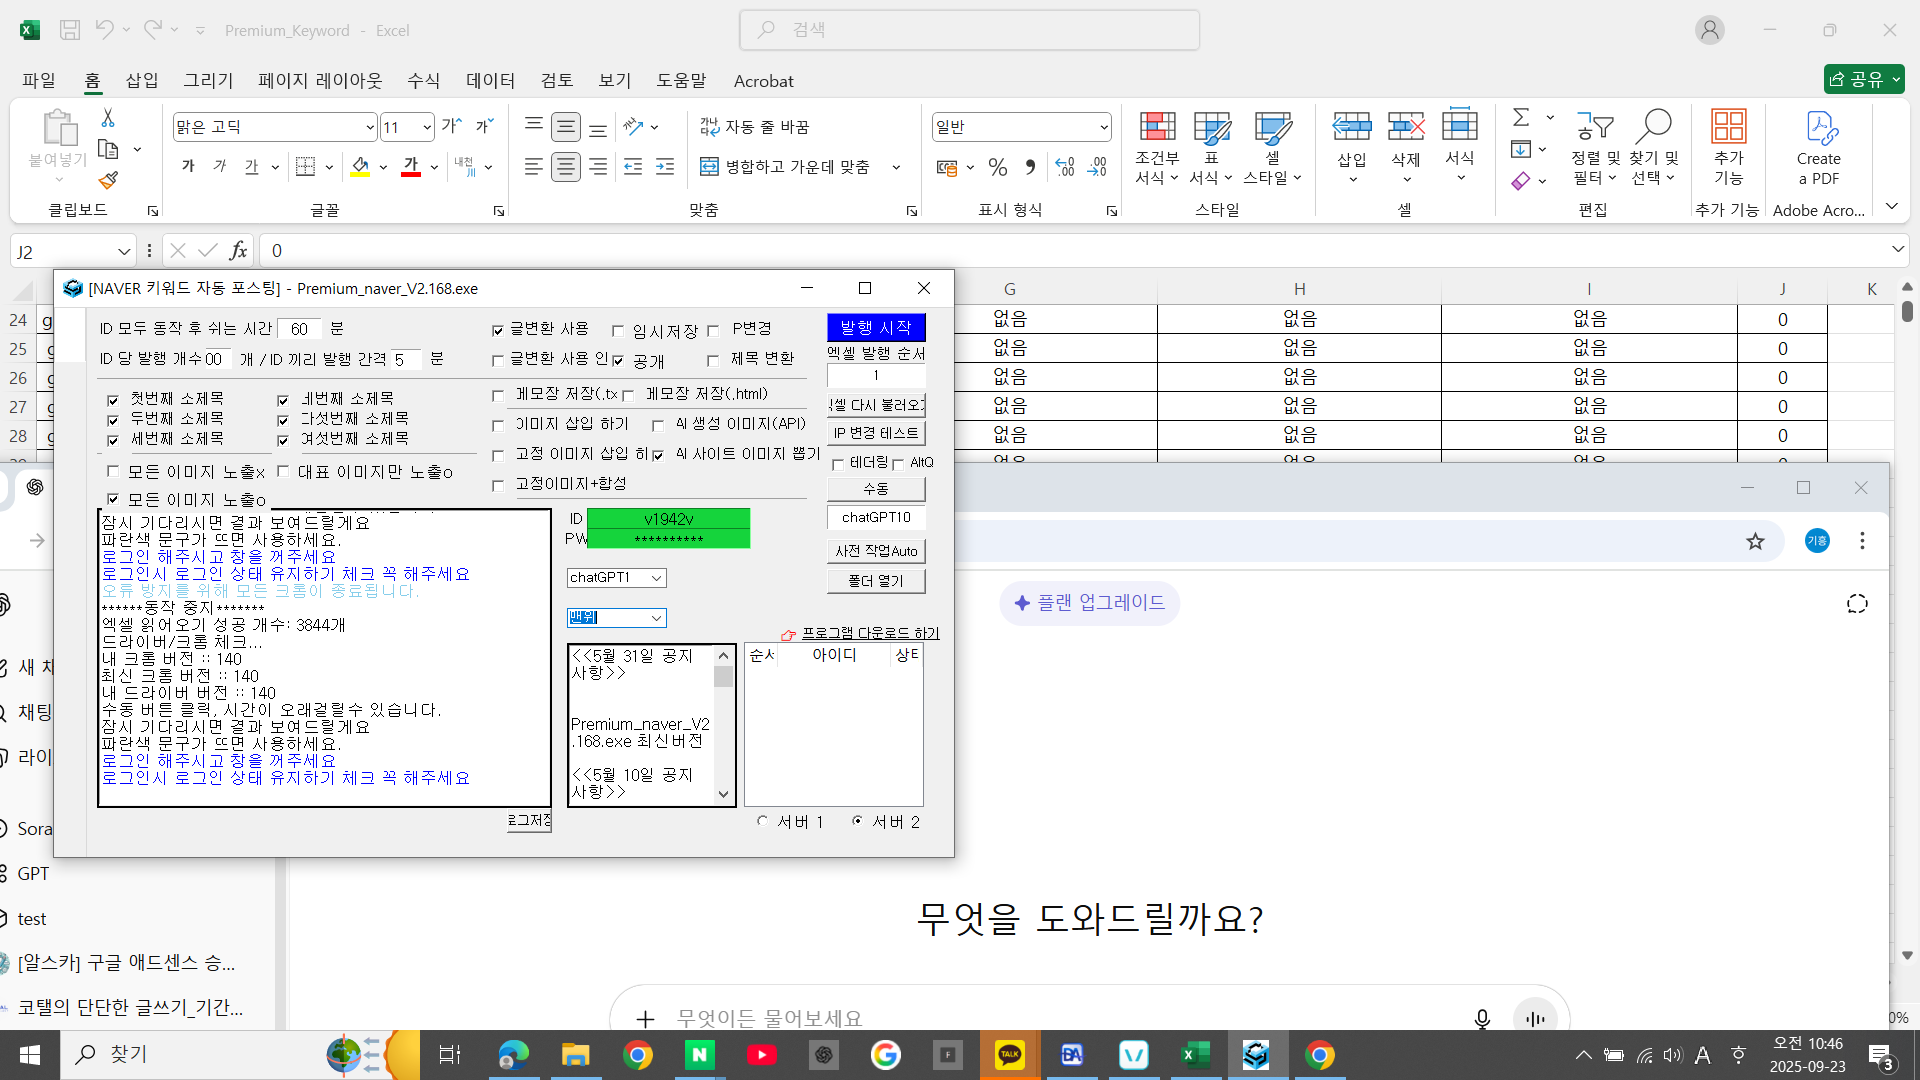 Premium_Keyword - Excel
검색
파일 홈 삽입 그리기 페이지 레이아웃 수식 데이터 검토 보기 도움말 Acrobat
공유
붙여넣기
클립보드
맑은 고딕 11
가 가 가 가 내천
글꼴
자동 줄 바꿈
병합하고 가운데 맞춤
맞춤
일반
표시 형식
조건부 서식
표 서식
셀 스타일
스타일
삽입 삭제 서식
셀
정렬 및 필터
찾기 및 선택
편집
추가 기능
추가 기능
Create a PDF
Adobe Acro...
J2 fx 0
G H I J K
24 g 없음 없음 없음 0
25 g 없음 없음 없음 0
26 g 없음 없음 없음 0
27 g 없음 없음 없음 0
28 g 없음 없음 없음 0
[NAVER 키워드 자동 포스팅] - Premium_naver_V2.168.exe
ID 모두 동작 후 쉬는 시간 60 분
ID 당 발행 개수 00 개 / ID 끼리 발행 간격 5 분
글변환 사용 임시저장 P변경
글변환 사용 인 공개 제목 변환
첫번째 소제목 네번째 소제목
두번째 소제목 다섯번째 소제목
세번째 소제목 여섯번째 소제목
모든 이미지 노출x 대표 이미지만 노출o
모든 이미지 노출o
메모장 저장(.tx 메모장 저장(.html)
이미지 삽입 하기 AI 생성 이미지(API)
고정 이미지 삽입 히 AI 사이트 이미지 뽑기
고정이미지+합성
발행 시작
엑셀 발행 순서
1
엑셀 다시 불러오기
IP 변경 테스트
테더링 AltQ
수동
chatGPT10
사전 작업Auto
폴더 열기
잠시 기다리시면 결과 보여드릴게요
파란색 문구가 뜨면 사용하세요.
로그인 해주시고 창을 꺼주세요
로그인시 로그인 상태 유지하기 체크 꼭 해주세요
오류 방지를 위해 모든 크롬이 종료됩니다.
******동작 중지*******
엑셀 읽어오기 성공 개수: 3844개
드라이버/크롬 체크...
내 크롬 버전 :: 140
최신 크롬 버전 :: 140
내 드라이버 버전 :: 140
수동 버튼 클릭, 시간이 오래걸릴수 있습니다.
잠시 기다리시면 결과 보여드릴게요
파란색 문구가 뜨면 사용하세요.
로그인 해주시고 창을 꺼주세요
로그인시 로그인 상태 유지하기 체크 꼭 해주세요
로그저장
ID v1942v
PW **********
chatGPT1
맨위
프로그램 다운로드 하기
<<5월 31일 공지
사항>>
Premium_naver_V2
.168.exe 최신버전
<<5월 10일 공지
사항>>
순서 아이디 상태
서버 1 서버 2
기홍
플랜 업그레이드
새 채
채팅
라이
Sora
GPT
test
[알스카] 구글 애드센스 승...
코탤의 단단한 글쓰기_기간...
무엇을 도와드릴까요?
무엇이든 물어보세요
0%
찾기
TALK
A 한
오전 10:46
2025-09-23
3